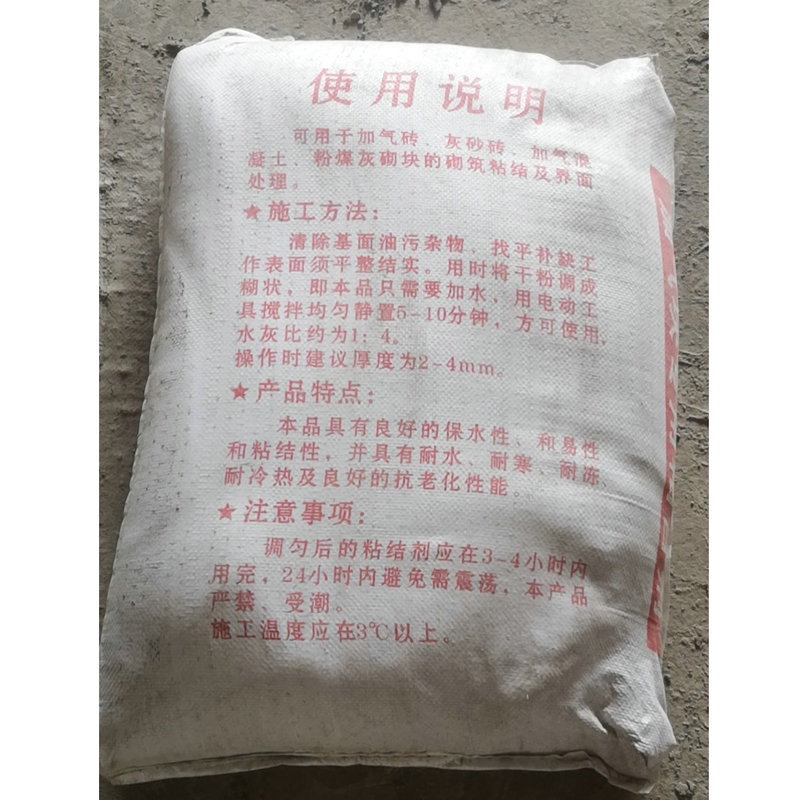 使用说明
可用于加气砖、灰砂砖、加气混
凝土、粉煤灰砌块的砌筑粘结及界面
处理。
★施工方法：
清除基面油污杂物，找平补缺工
作表面须平整结实。用时将干粉调成
糊状，即本品只需要加水，用电动工
具搅拌均匀静置5-10分钟，方可使用，
水灰比约为1：4。
操作时建议厚度为2-4mm。
★产品特点：
本品具有良好的保水性、和易性
和粘结性，并具有耐水、耐寒、耐冻、
耐冷热及良好的抗老化性能。
★注意事项：
调匀后的粘结剂应在3-4小时内
用完，24小时内避免需震荡，本产品
严禁、受潮。
施工温度应在3℃以上。